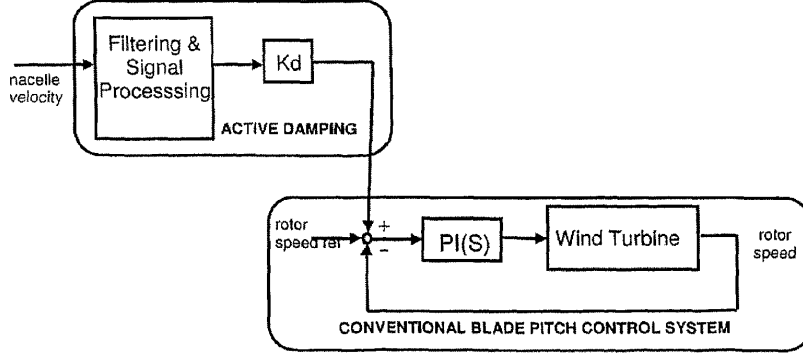 Filtering &
Signal
Processsing
Kd
nacelle
velocity
ACTIVE DAMPING
rotor
speed ref
+
−
PI(S)
Wind Turbine
rotor
speed
CONVENTIONAL BLADE PITCH CONTROL SYSTEM